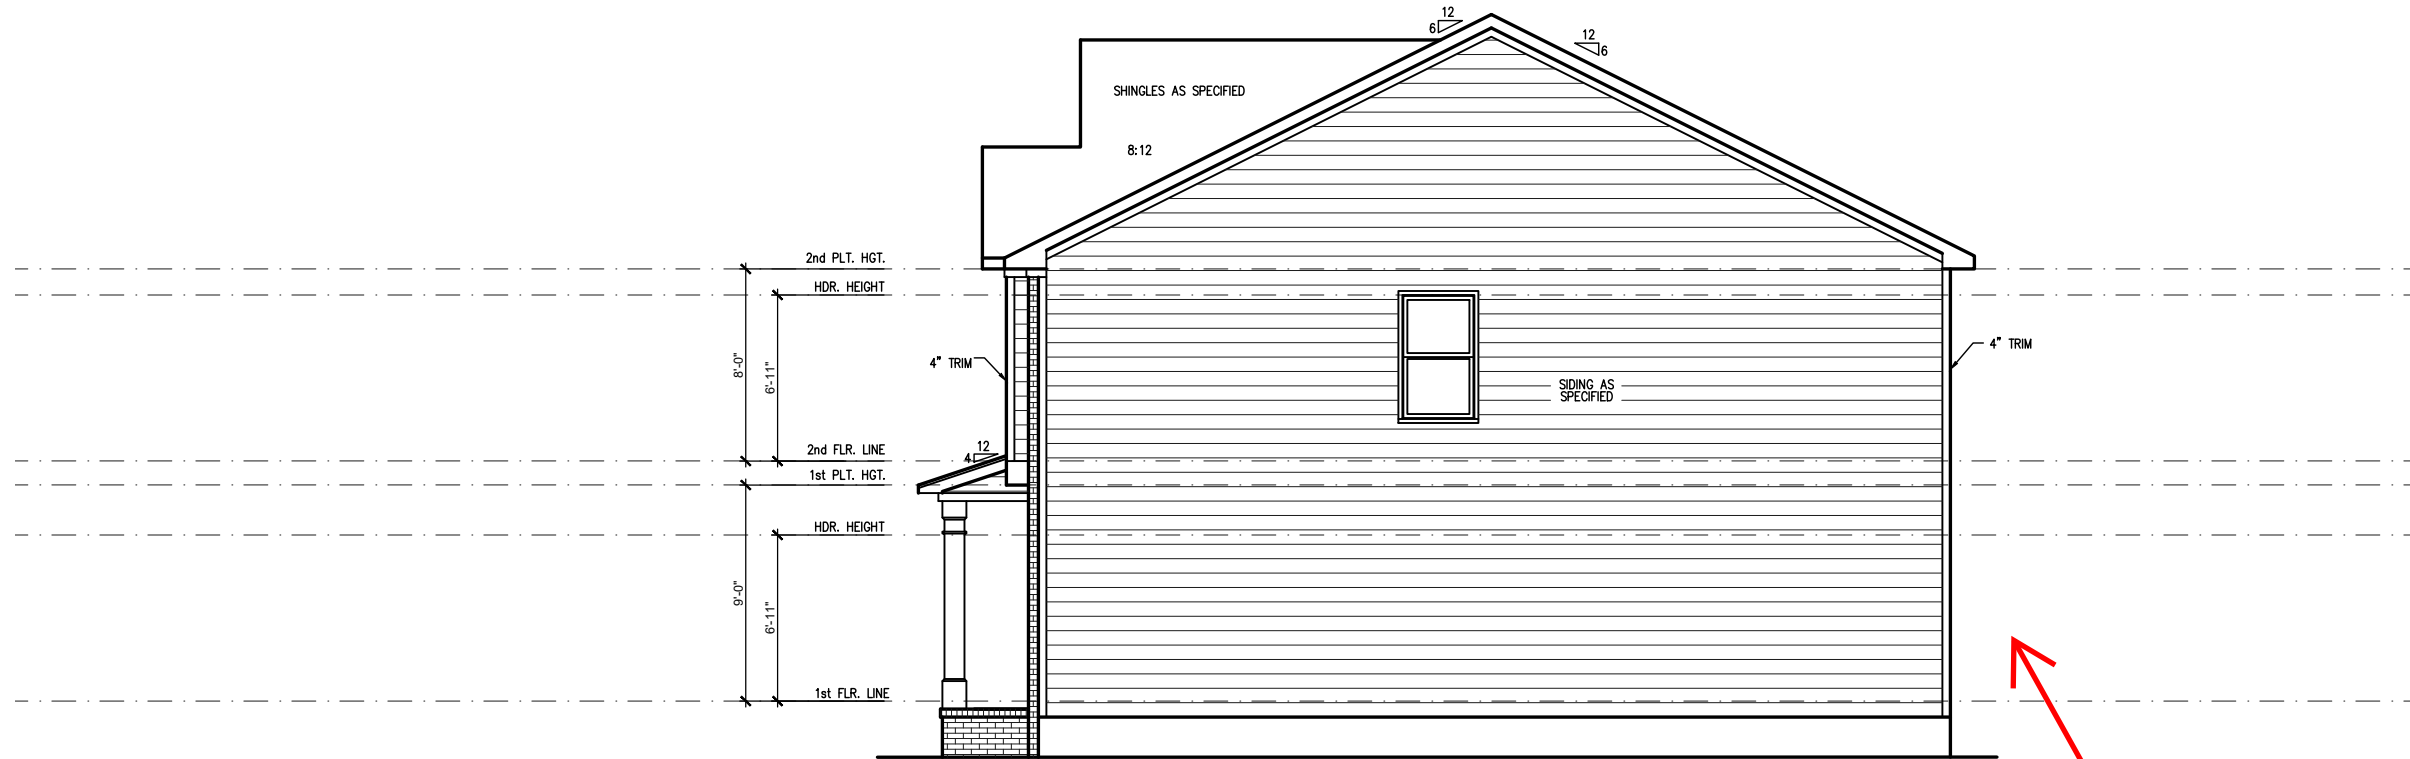 12
6
12
6
SHINGLES AS SPECIFIED
8:12
2nd PLT. HGT.
HDR. HEIGHT
4" TRIM
4" TRIM
8'-0"
6'-11"
SIDING AS
SPECIFIED
12
4
2nd FLR. LINE
1st PLT. HGT.
HDR. HEIGHT
9'-0"
6'-11"
1st FLR. LINE